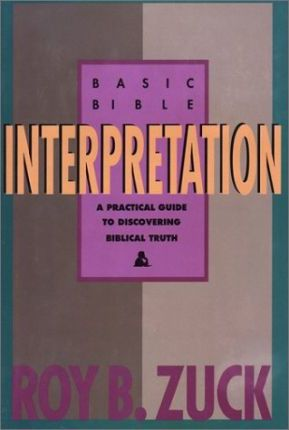 BASIC
BIBLE
INTERPRETATION
A PRACTICAL GUIDE
TO DISCOVERING
BIBLICAL TRUTH
ROY B. ZUCK